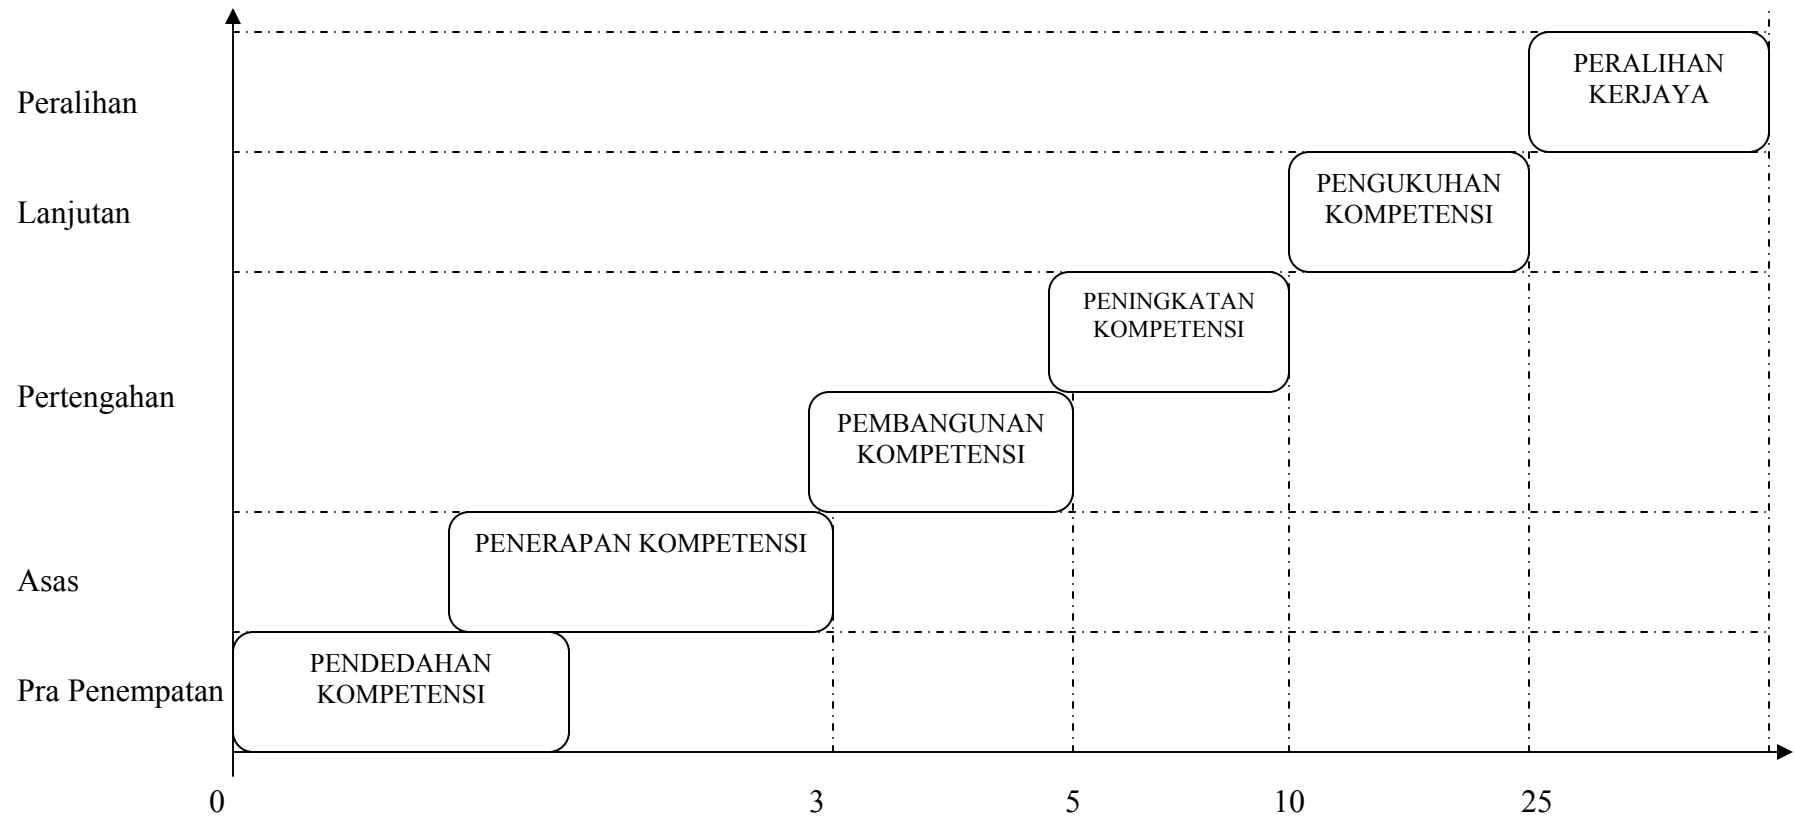 PERALIHAN
KERJAYA
Peralihan
PENGUKUHAN
KOMPETENSI
Lanjutan
PENINGKATAN
KOMPETENSI
Pertengahan
PEMBANGUNAN
KOMPETENSI
PENERAPAN KOMPETENSI
Asas
PENDEDAHAN
KOMPETENSI
Pra Penempatan
0 3 5 10 25